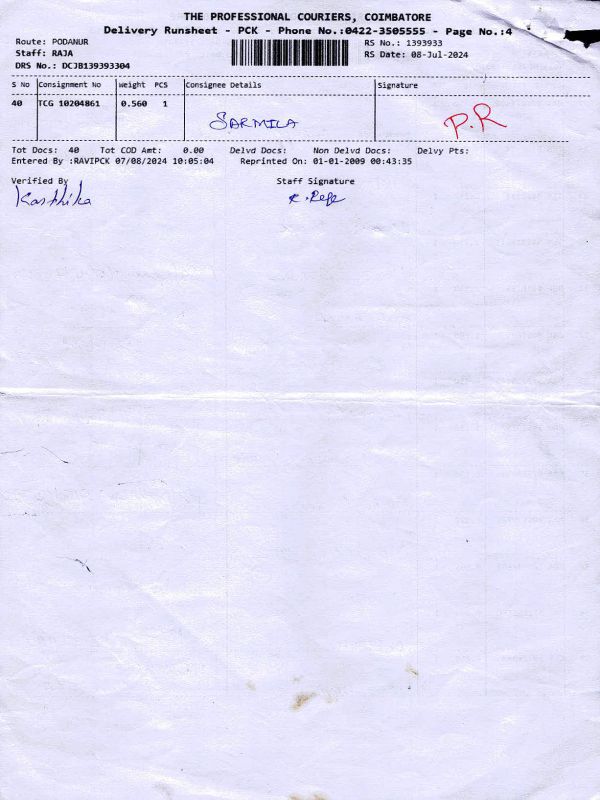 THE PROFESSIONAL COURIERS, COIMBATORE
Delivery Runsheet - PCK - Phone No.:0422-3505555 - Page No.:4
Route: PODANUR RS No.: 1393933
Staff: RAJA RS Date: 08-Jul-2024
DRS No.: DCJB139393304
S No Consignment No Weight PCS Consignee Details Signature
40 TCG 10204861 0.560 1 SARMILA P.R
Tot Docs: 40 Tot COD Amt: 0.00 Delvd Docs: Non Delvd Docs: Delvy Pts:
Entered By :RAVIPCK 07/08/2024 10:05:04 Reprinted On: 01-01-2009 00:43:35
Verified By Staff Signature
Karthika